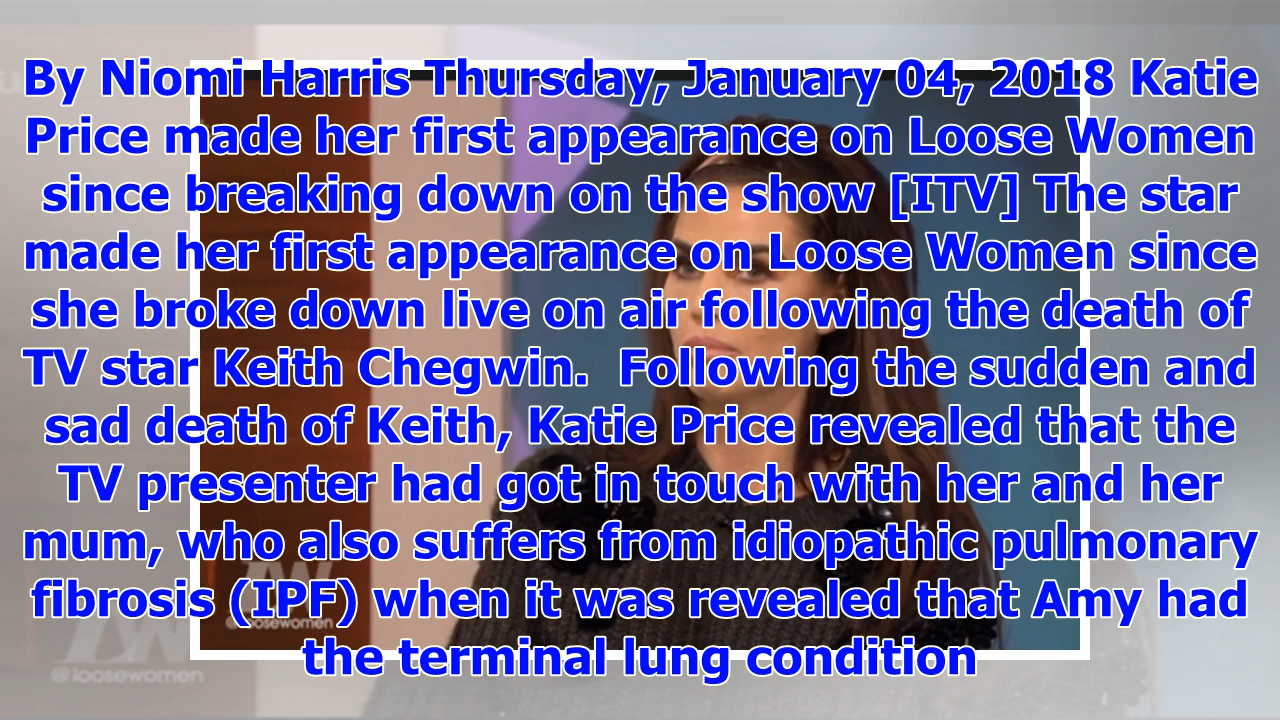 By Niomi Harris Thursday, January 04, 2018 Katie
Price made her first appearance on Loose Women
since breaking down on the show [ITV] The star
made her first appearance on Loose Women since
she broke down live on air following the death of
TV star Keith Chegwin.  Following the sudden and
sad death of Keith, Katie Price revealed that the
TV presenter had got in touch with her and her
mum, who also suffers from idiopathic pulmonary
fibrosis (IPF) when it was revealed that Amy had
the terminal lung condition
LW
@loosewomen
LW
@loosewomen